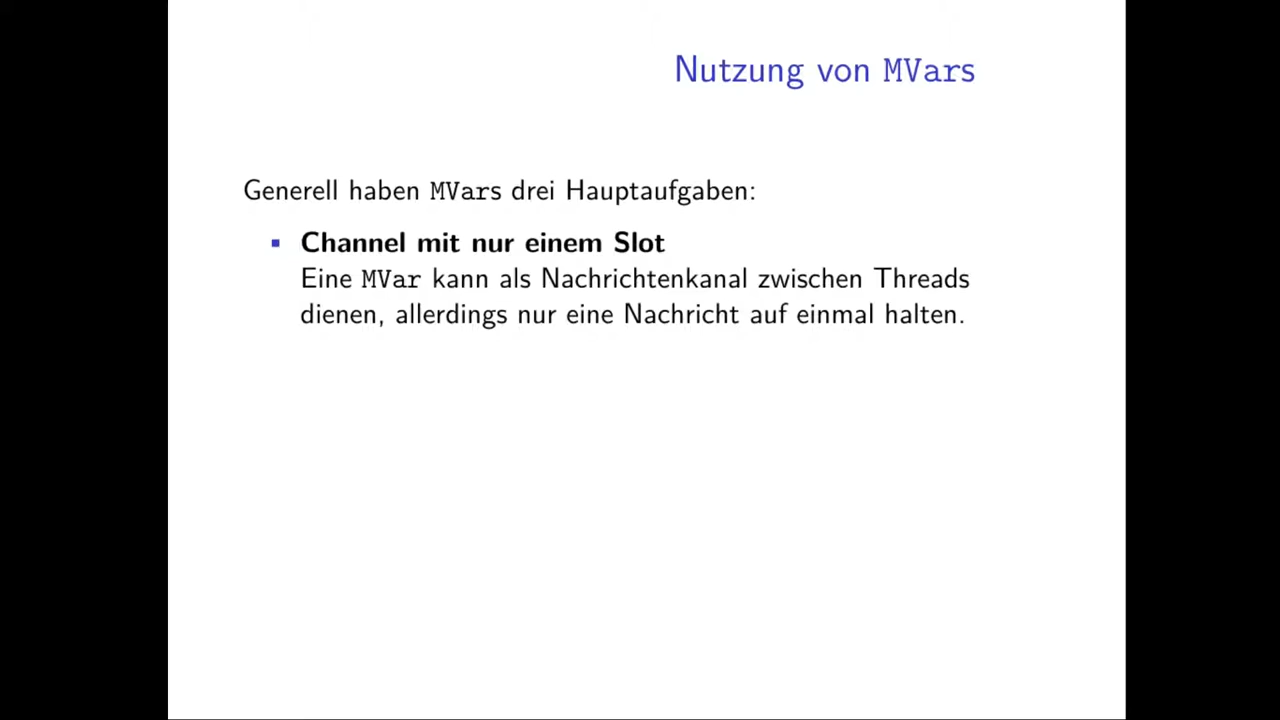 Nutzung von MVars
Generell haben MVars drei Hauptaufgaben:
▪ Channel mit nur einem Slot
Eine MVar kann als Nachrichtenkanal zwischen Threads
dienen, allerdings nur eine Nachricht auf einmal halten.